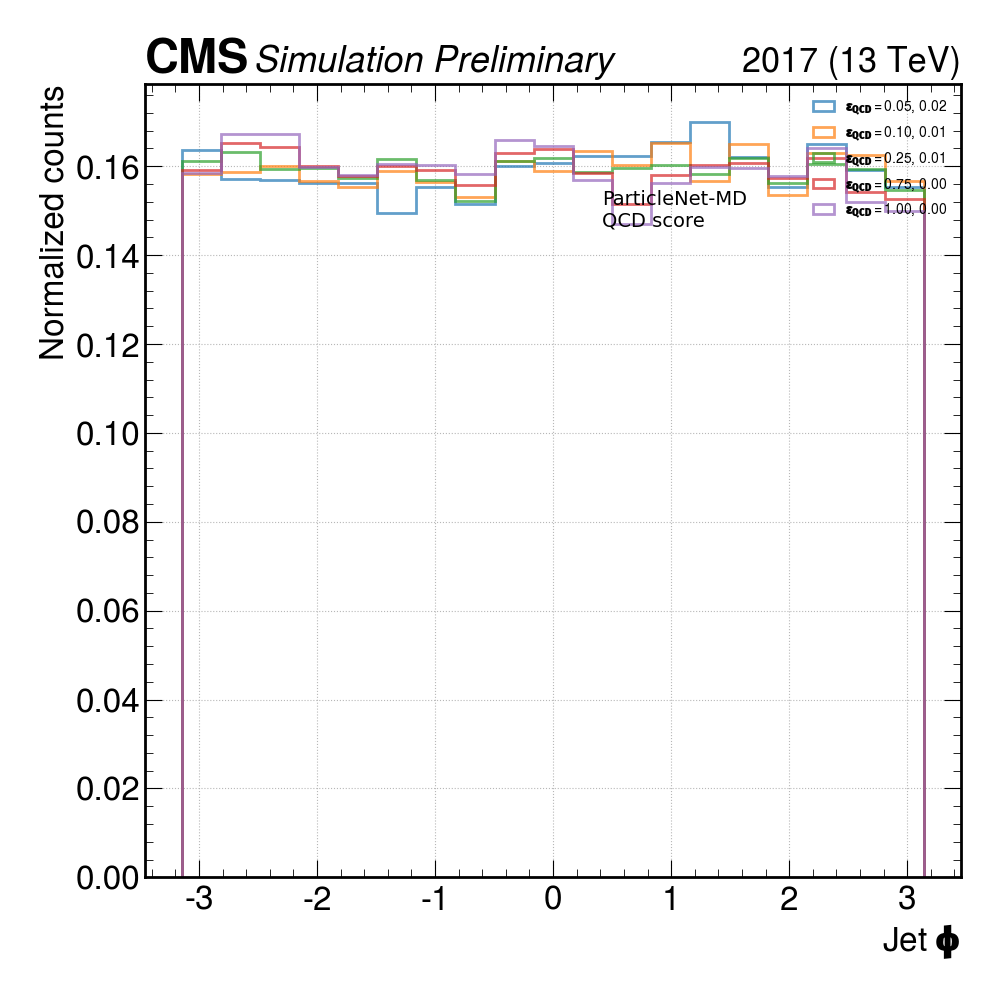 CMS Simulation Preliminary 2017 (13 TeV)
Normalized counts
εQCD = 0.05, 0.02
εQCD = 0.10, 0.01
εQCD = 0.25, 0.01
εQCD = 0.75, 0.00
εQCD = 1.00, 0.00
ParticleNet-MD
QCD score
0.16
0.14
0.12
0.10
0.08
0.06
0.04
0.02
0.00
-3 -2 -1 0 1 2 3
Jet ϕ